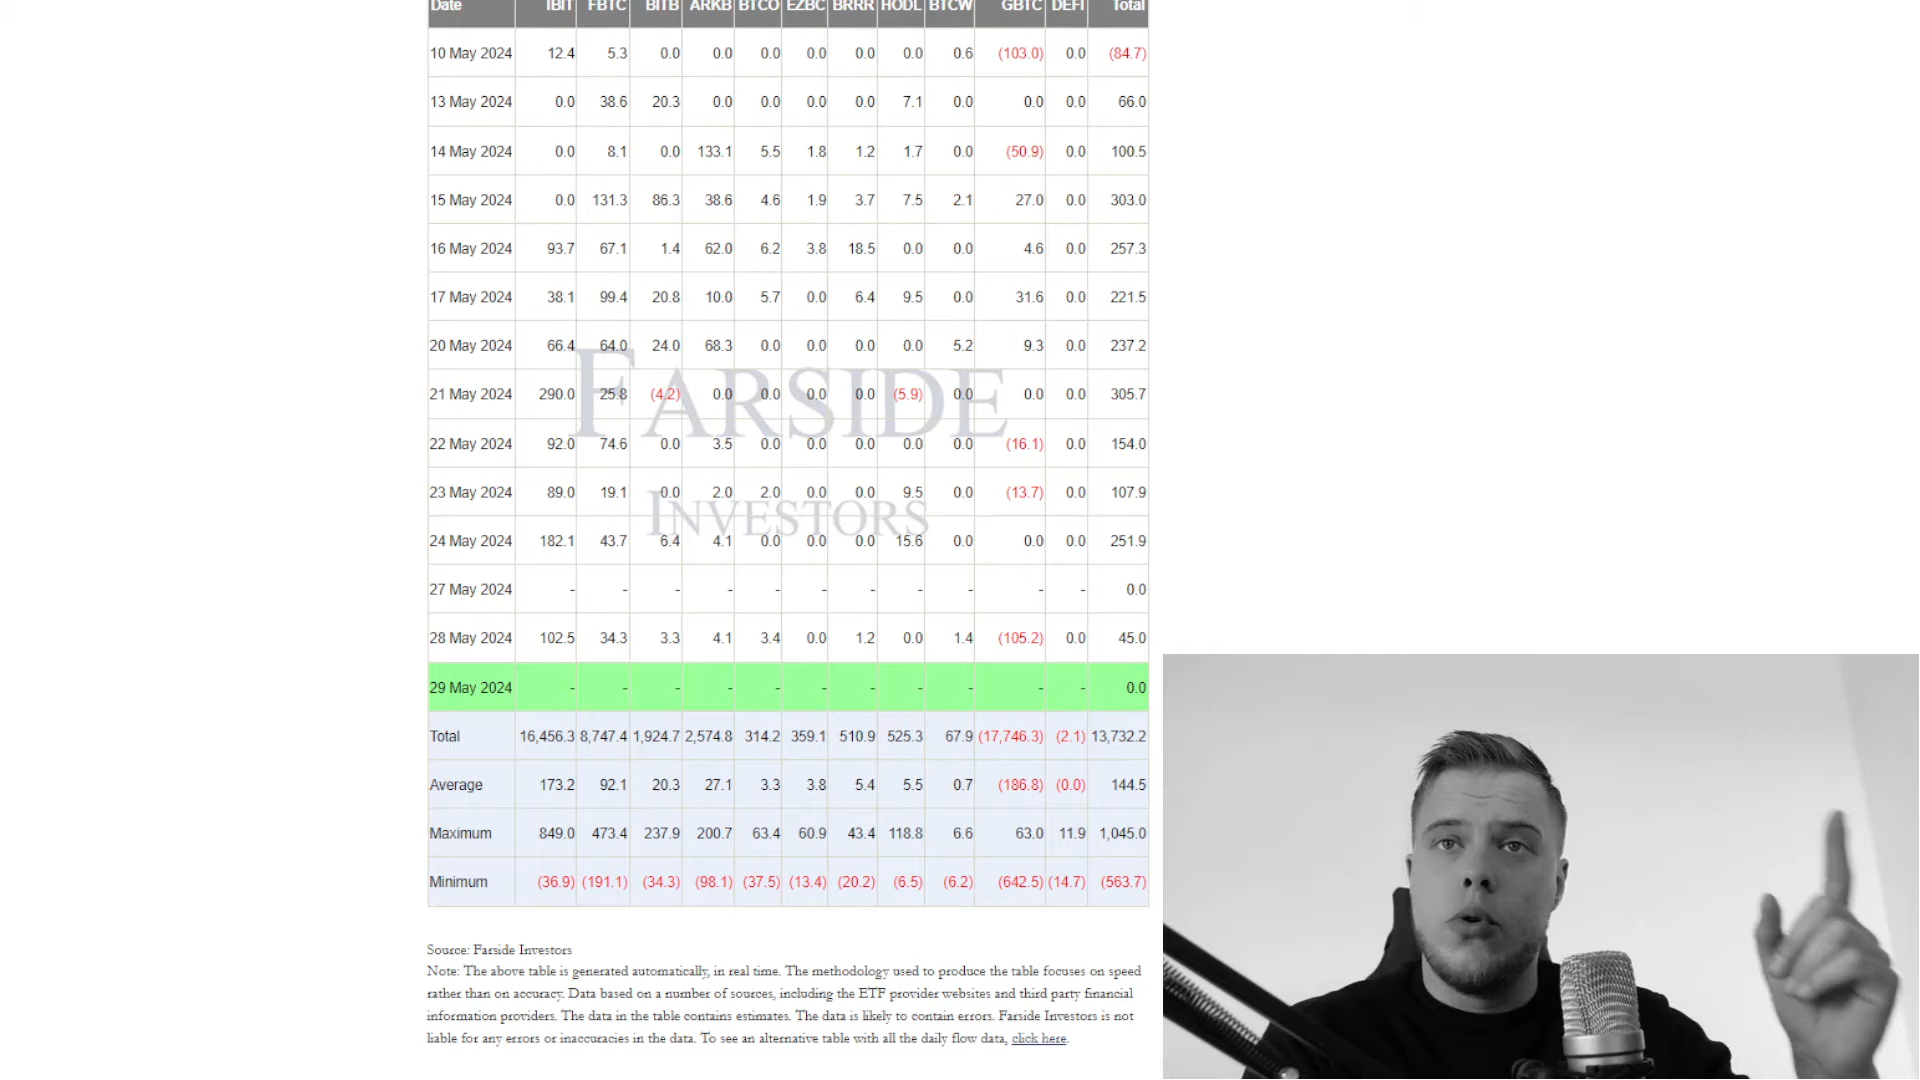 Date IBIT FBTC BITB ARKB BTCO EZBC BRRR HODL BTCW GBTC DEFI Total
10 May 2024 12.4 5.3 0.0 0.0 0.0 0.0 0.0 0.0 0.6 (103.0) 0.0 (84.7)
13 May 2024 0.0 38.6 20.3 0.0 0.0 0.0 0.0 7.1 0.0 0.0 0.0 66.0
14 May 2024 0.0 8.1 0.0 133.1 5.5 1.8 1.2 1.7 0.0 (50.9) 0.0 100.5
15 May 2024 0.0 131.3 86.3 38.6 4.6 1.9 3.7 7.5 2.1 27.0 0.0 303.0
16 May 2024 93.7 67.1 1.4 62.0 6.2 3.8 18.5 0.0 0.0 4.6 0.0 257.3
17 May 2024 38.1 99.4 20.8 10.0 5.7 0.0 6.4 9.5 0.0 31.6 0.0 221.5
20 May 2024 66.4 64.0 24.0 68.3 0.0 0.0 0.0 0.0 5.2 9.3 0.0 237.2
21 May 2024 290.0 25.8 (4.2) 0.0 0.0 0.0 0.0 (5.9) 0.0 0.0 0.0 305.7
FARSIDE
22 May 2024 92.0 74.6 0.0 3.5 0.0 0.0 0.0 0.0 0.0 (16.1) 0.0 154.0
23 May 2024 89.0 19.1 0.0 2.0 2.0 0.0 0.0 9.5 0.0 (13.7) 0.0 107.9
INVESTORS
24 May 2024 182.1 43.7 6.4 4.1 0.0 0.0 0.0 15.6 0.0 0.0 0.0 251.9
27 May 2024 - - - - - - - - - - - 0.0
28 May 2024 102.5 34.3 3.3 4.1 3.4 0.0 1.2 0.0 1.4 (105.2) 0.0 45.0
29 May 2024 - - - - - - - - - - - 0.0
Total 16,456.3 8,747.4 1,924.7 2,574.8 314.2 359.1 510.9 525.3 67.9 (17,746.3) (2.1) 13,732.2
Average 173.2 92.1 20.3 27.1 3.3 3.8 5.4 5.5 0.7 (186.8) (0.0) 144.5
Maximum 849.0 473.4 237.9 200.7 63.4 60.9 43.4 118.8 6.6 63.0 11.9 1,045.0
Minimum (36.9) (191.1) (34.3) (98.1) (37.5) (13.4) (20.2) (6.5) (6.2) (642.5) (14.7) (563.7)
Source: Farside Investors
Note: The above table is generated automatically, in real time. The methodology used to produce the table focuses on speed
rather than on accuracy. Data based on a number of sources, including the ETF provider websites and third party financial
information providers. The data in the table contains estimates. The data is likely to contain errors. Farside Investors is not
liable for any errors or inaccuracies in the data. To see an alternative table with all the daily flow data, click here.